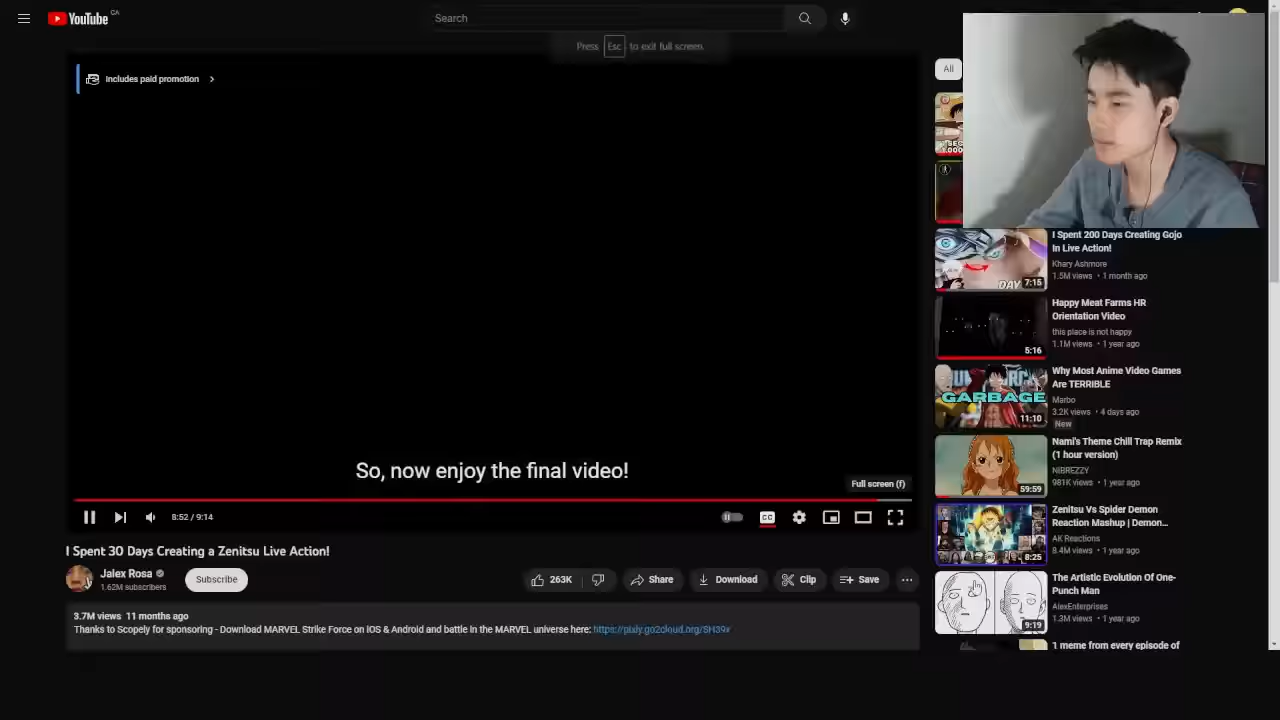 YouTube CA
Search
Press Esc to exit full screen
Includes paid promotion
All
So, now enjoy the final video!
Full screen (f)
8:52 / 9:14
CC
I Spent 30 Days Creating a Zenitsu Live Action!
Jalex Rosa
1.62M subscribers
Subscribe
263K
Share
Download
Clip
Save
3.7M views 11 months ago
Thanks to Scopely for sponsoring - Download MARVEL Strike Force on iOS & Android and battle in the MARVEL universe here:
I Spent 200 Days Creating Gojo
In Live Action!
Khary Ashmore
1.5M views • 1 month ago
DAY
7:15
Happy Meat Farms HR
Orientation Video
this place is not happy
1.1M views • 1 year ago
5:16
Why Most Anime Video Games
Are TERRIBLE
Marbo
3.2K views • 4 days ago
New
GARBAGE
11:10
Nami's Theme Chill Trap Remix
(1 hour version)
NIBREZZY
981K views • 1 year ago
59:59
Zenitsu Vs Spider Demon
Reaction Mashup | Demon...
AK Reactions
8.4M views • 1 year ago
8:25
The Artistic Evolution Of One-
Punch Man
AlexEnterprises
1.3M views • 1 year ago
9:19
1 meme from every episode of